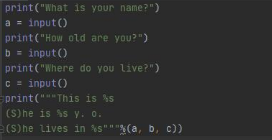 print("What is your name?")
a = input()
print("How old are you?")
b = input()
print("Where do you live?")
c = input()
print("""This is %s
(S)he is %s y. o.
(S)he lives in %s"""%(a, b, c))